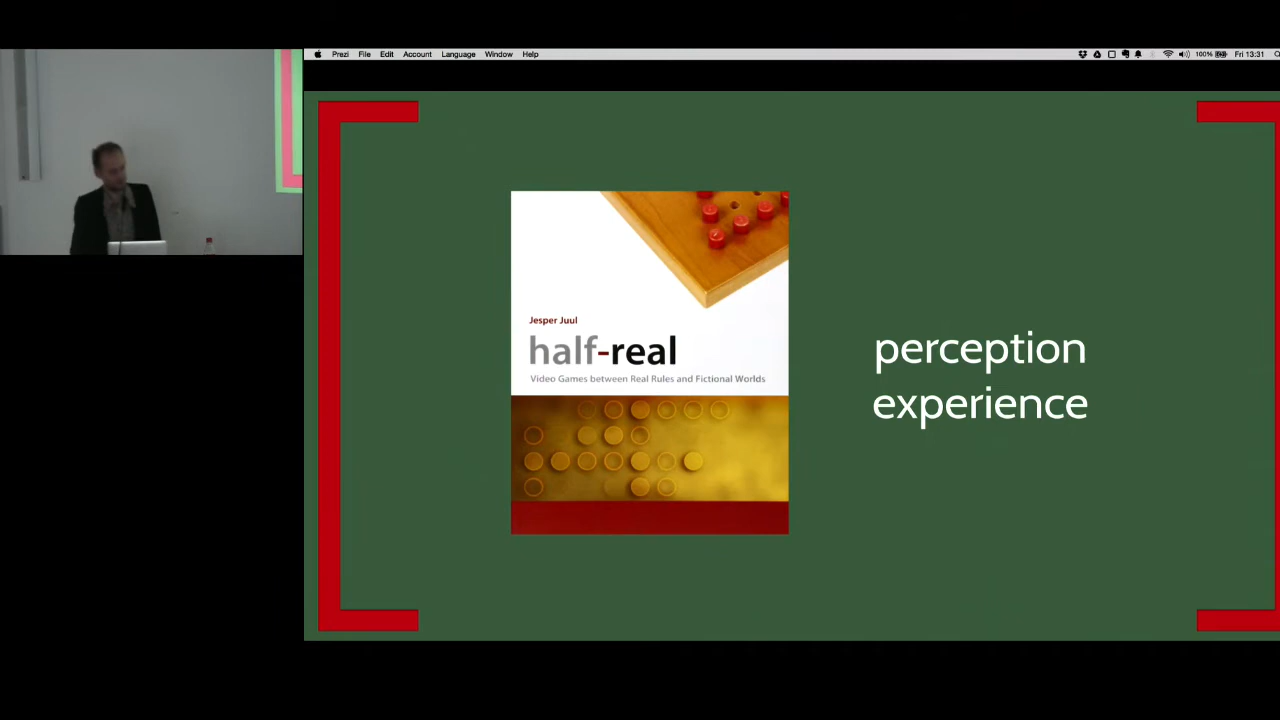 Prezi File Edit Account Language Window Help
100% Fri 13:31
Jesper Juul
half-real
Video Games between Real Rules and Fictional Worlds
perception
experience